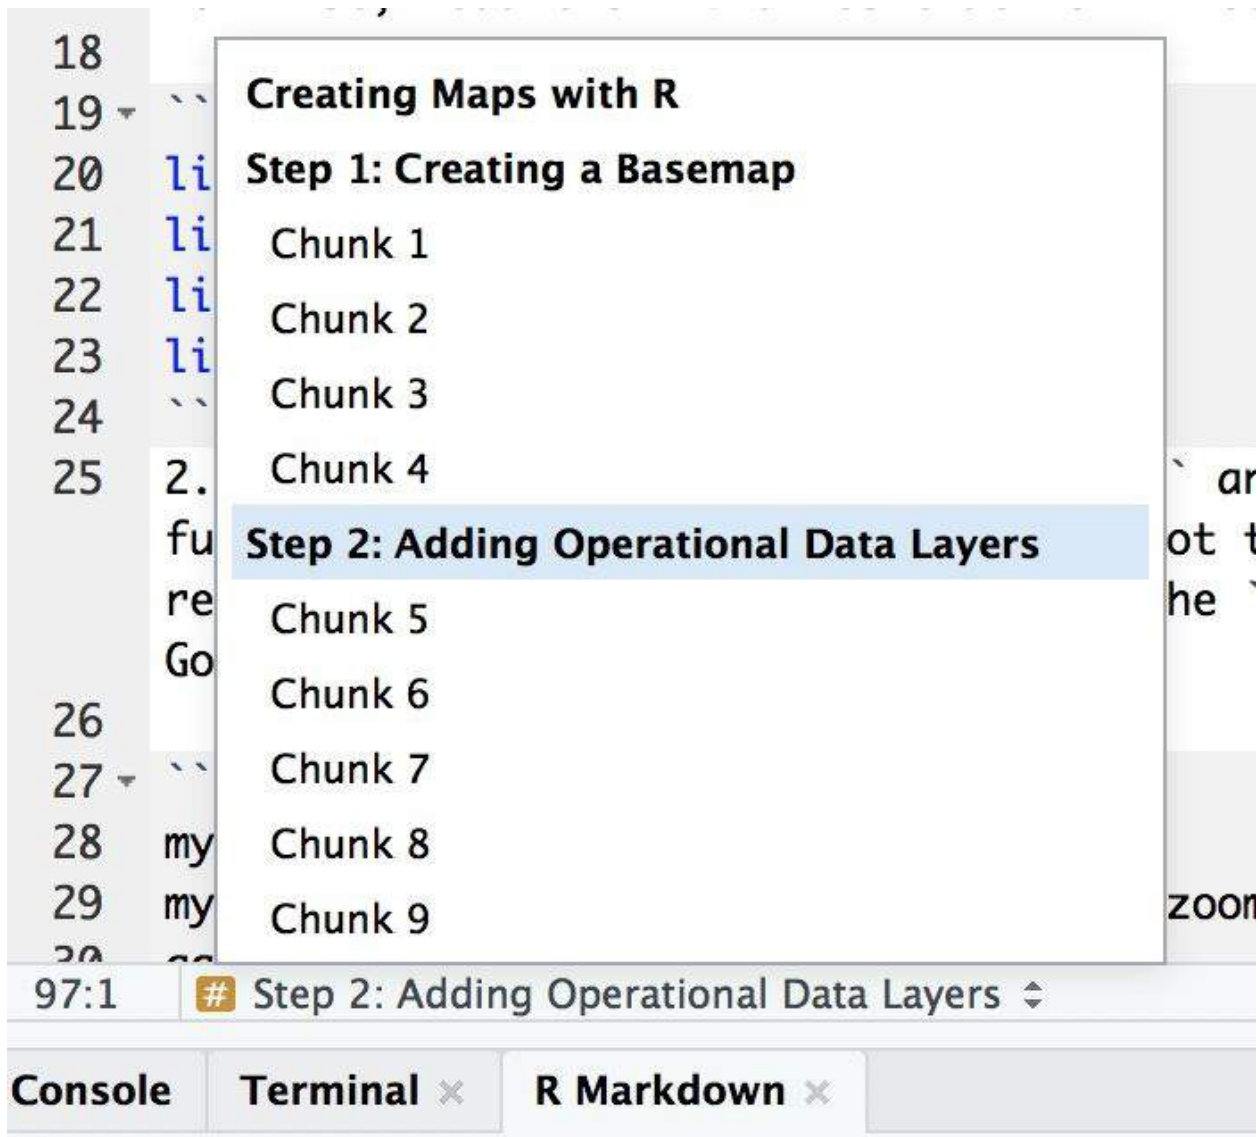 18
19 `` Creating Maps with R
20 li Step 1: Creating a Basemap
21 li Chunk 1
22 li Chunk 2
23 li Chunk 3
24 `` Chunk 4
25 2. ` ar
fu Step 2: Adding Operational Data Layers ot t
re Chunk 5 he `
Go Chunk 6
26
27 `` Chunk 7
28 my Chunk 8
29 my Chunk 9 zoom
30
97:1 # Step 2: Adding Operational Data Layers
Console Terminal R Markdown